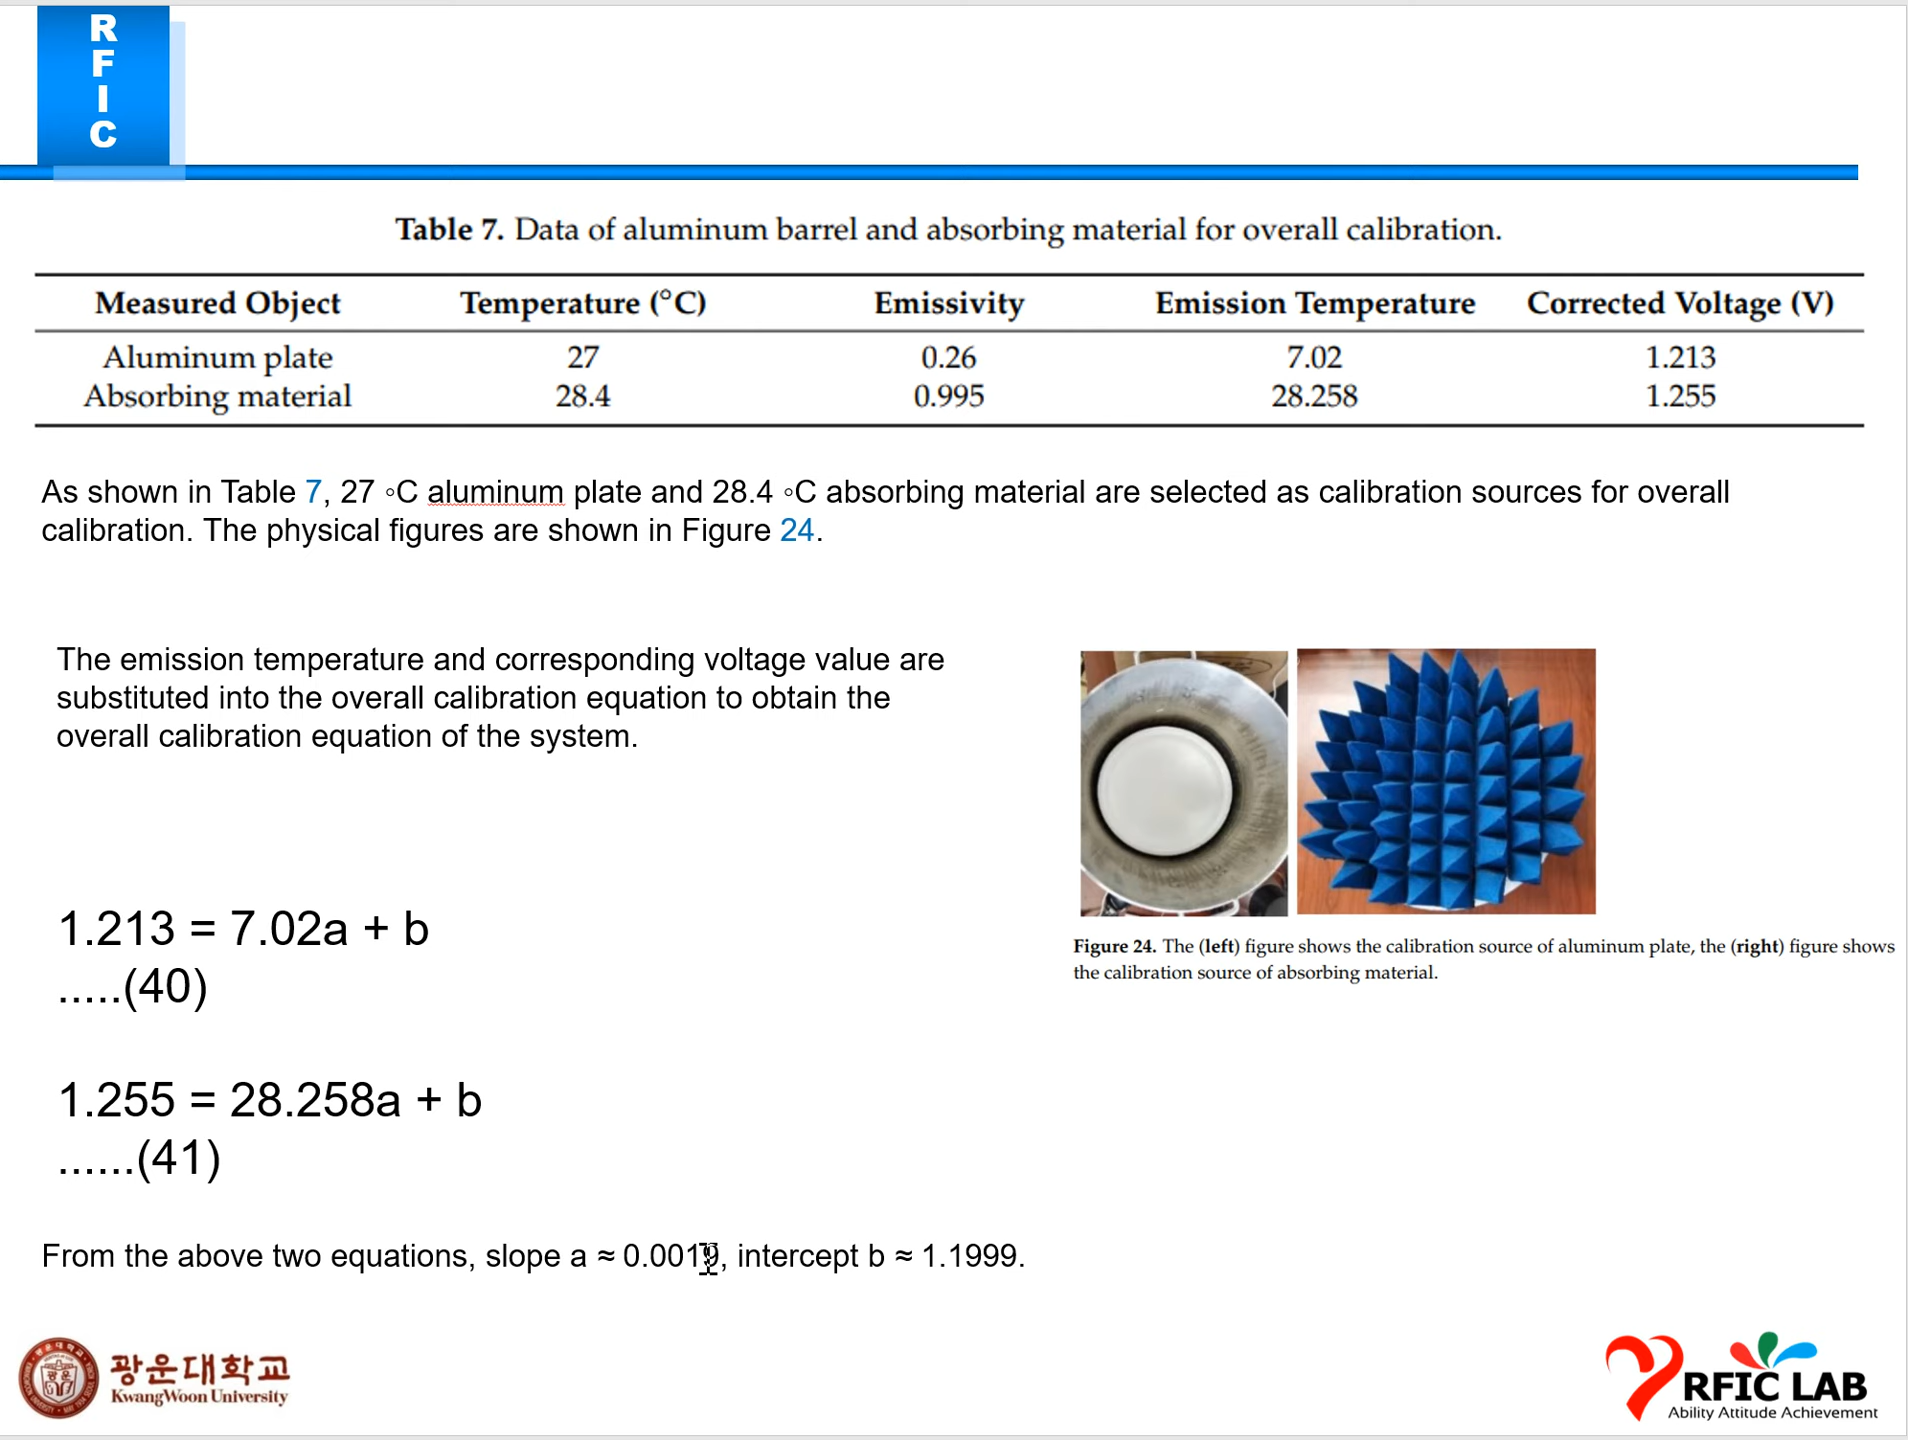 R
F
I
C
Table 7. Data of aluminum barrel and absorbing material for overall calibration.
Measured Object Temperature (°C) Emissivity Emission Temperature Corrected Voltage (V)
Aluminum plate 27 0.26 7.02 1.213
Absorbing material 28.4 0.995 28.258 1.255
As shown in Table 7, 27 ◦C aluminum plate and 28.4 ◦C absorbing material are selected as calibration sources for overall
calibration. The physical figures are shown in Figure 24.
The emission temperature and corresponding voltage value are
substituted into the overall calibration equation to obtain the
overall calibration equation of the system.
1.213 = 7.02a + b
.....(40)
1.255 = 28.258a + b
......(41)
Figure 24. The (left) figure shows the calibration source of aluminum plate, the (right) figure shows
the calibration source of absorbing material.
From the above two equations, slope a ≈ 0.0019, intercept b ≈ 1.1999.
광운대학교
KwangWoon University
RFIC LAB
Ability Attitude Achievement